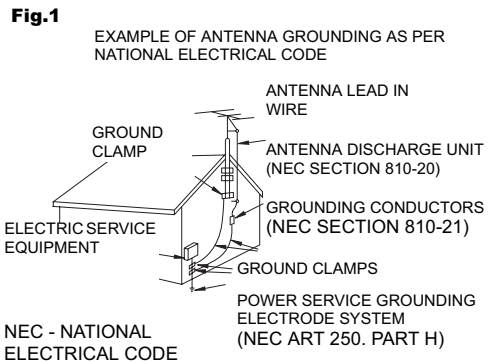 Fig.1
EXAMPLE OF ANTENNA GROUNDING AS PER
NATIONAL ELECTRICAL CODE
ANTENNA LEAD IN
WIRE
GROUND
CLAMP
ANTENNA DISCHARGE UNIT
(NEC SECTION 810-20)
GROUNDING CONDUCTORS
(NEC SECTION 810-21)
ELECTRIC SERVICE
EQUIPMENT
GROUND CLAMPS
POWER SERVICE GROUNDING
ELECTRODE SYSTEM
(NEC ART 250. PART H)
NEC - NATIONAL
ELECTRICAL CODE